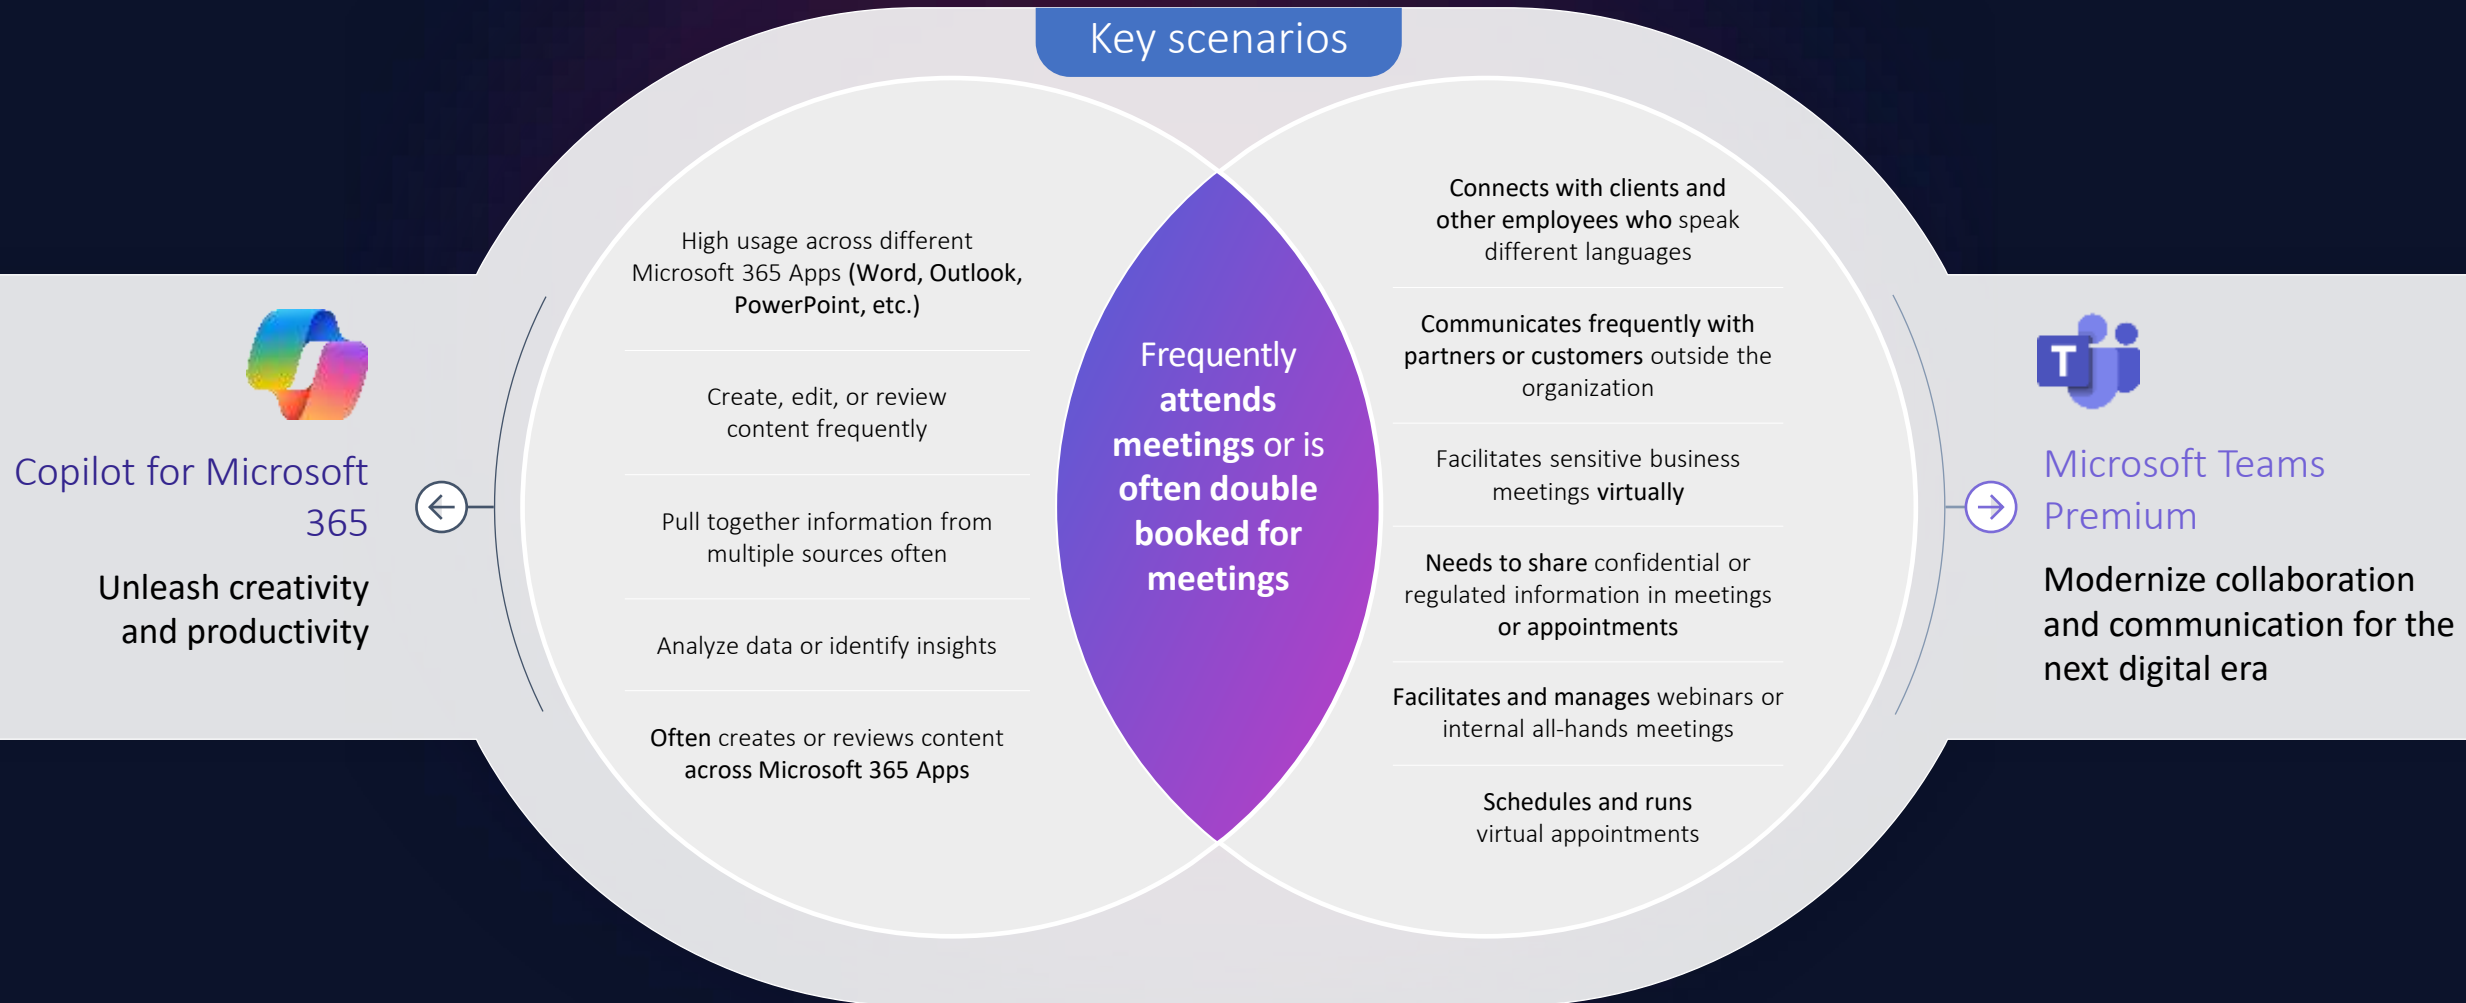 Key scenarios
Copilot for Microsoft
365
Unleash creativity
and productivity
High usage across different
Microsoft 365 Apps (Word, Outlook,
PowerPoint, etc.)
Create, edit, or review
content frequently
Pull together information from
multiple sources often
Analyze data or identify insights
Often creates or reviews content
across Microsoft 365 Apps
Frequently
attends
meetings or is
often double
booked for
meetings
Connects with clients and
other employees who speak
different languages
Communicates frequently with
partners or customers outside the
organization
Facilitates sensitive business
meetings virtually
Needs to share confidential or
regulated information in meetings
or appointments
Facilitates and manages webinars or
internal all-hands meetings
Schedules and runs
virtual appointments
T
Microsoft Teams
Premium
Modernize collaboration
and communication for the
next digital era